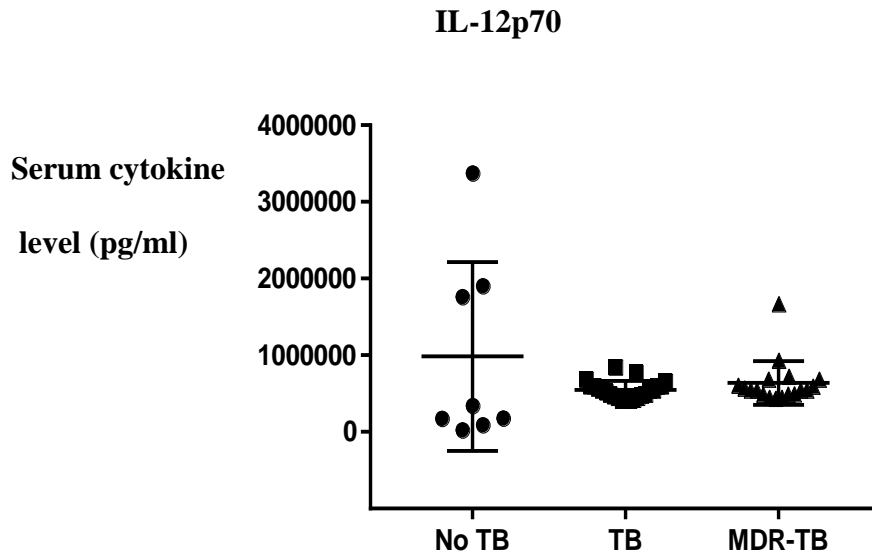 IL-12p70
Serum cytokine
level (pg/ml)
4000000
3000000
2000000
1000000
0
No TB TB MDR-TB